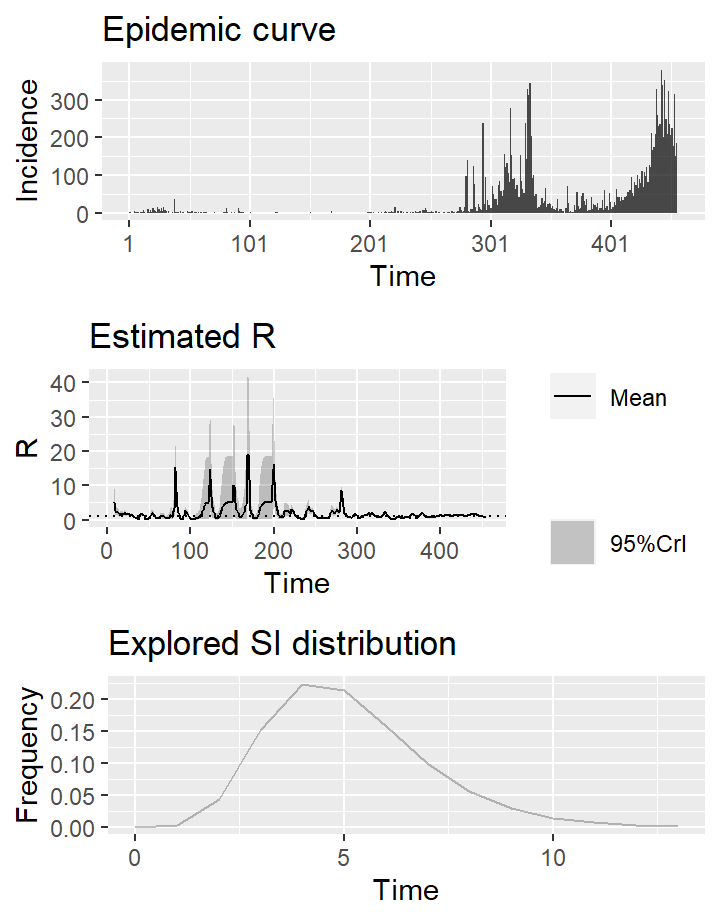 Epidemic curve
Incidence
300
200
100
0
1
101
201
301
401
Time
Estimated R
R
40
30
20
10
0
0
100
200
300
400
Time
Mean
95%CrI
Explored SI distribution
Frequency
0.20
0.15
0.10
0.05
0.00
0
5
10
Time